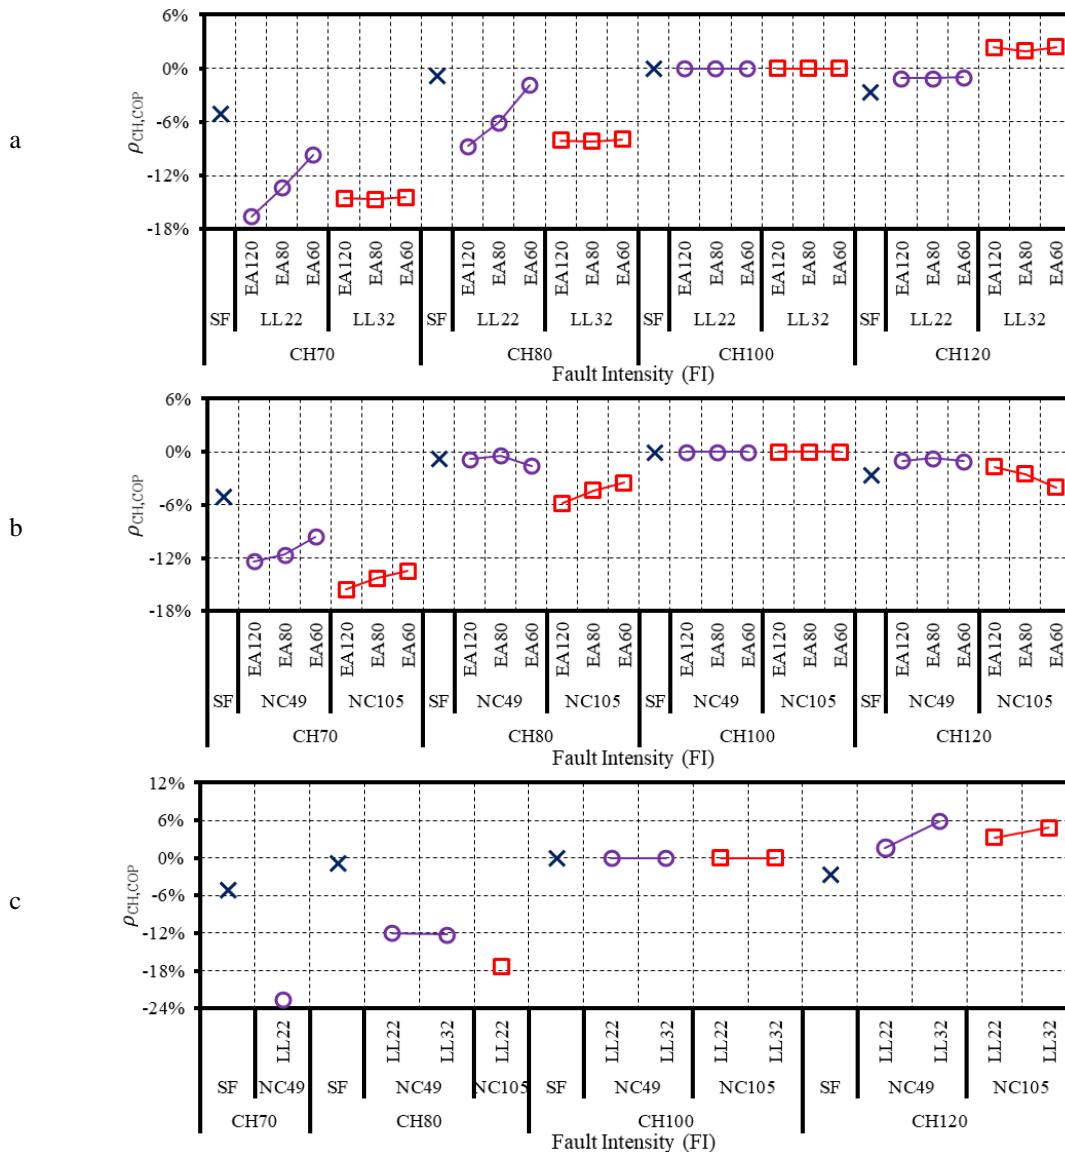 a
ρCH,COP
6%
0%
-6%
-12%
-18%
EA120 EA80 EA60 EA120 EA80 EA60 EA120 EA80 EA60 EA120 EA80 EA60 EA120 EA80 EA60 EA120 EA80 EA60 EA120 EA80 EA60 EA120 EA80 EA60
SF LL22 LL32 SF LL22 LL32 SF LL22 LL32 SF LL22 LL32
CH70 CH80 CH100 CH120
Fault Intensity (FI)
b
ρCH,COP
6%
0%
-6%
-12%
-18%
EA120 EA80 EA60 EA120 EA80 EA60 EA120 EA80 EA60 EA120 EA80 EA60 EA120 EA80 EA60 EA120 EA80 EA60 EA120 EA80 EA60 EA120 EA80 EA60
SF NC49 NC105 SF NC49 NC105 SF NC49 NC105 SF NC49 NC105
CH70 CH80 CH100 CH120
Fault Intensity (FI)
c
ρCH,COP
12%
6%
0%
-6%
-12%
-18%
-24%
LL22 LL22 LL32 LL22 LL22 LL32 LL22 LL32 LL22 LL32 LL22 LL32
SF NC49 SF NC49 NC105 SF NC49 NC105 SF NC49 NC105
CH70 CH80 CH100 CH120
Fault Intensity (FI)